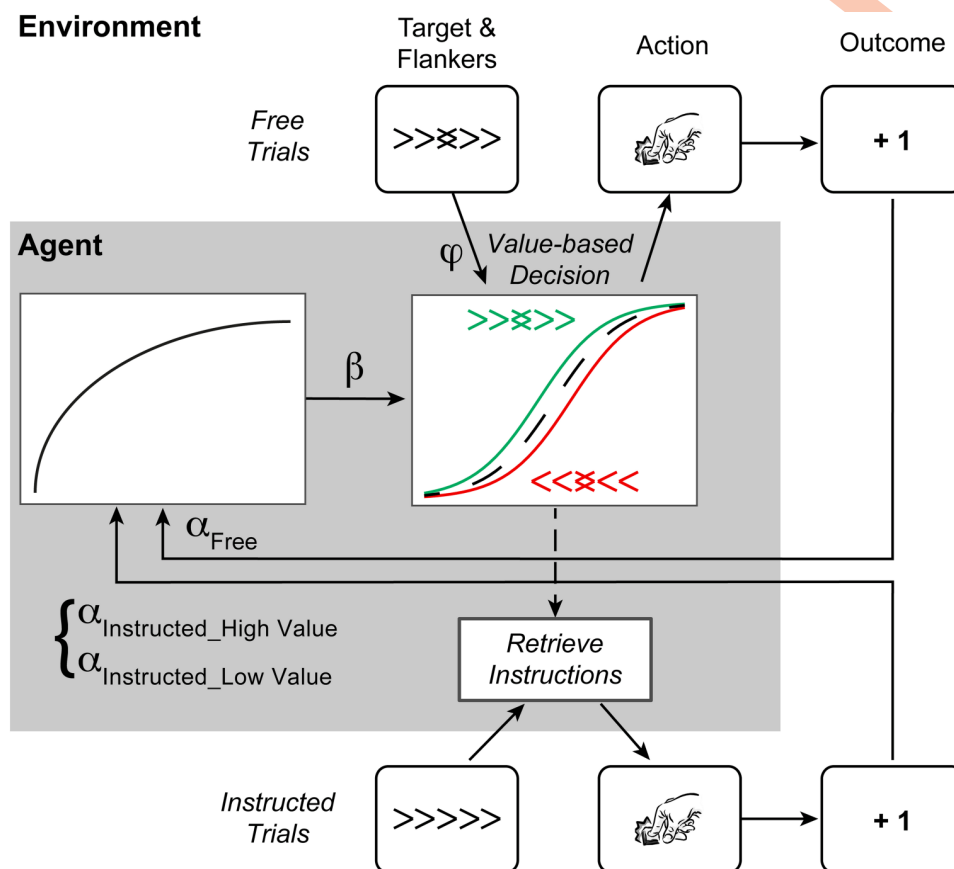 Environment
Target &
Flankers
Action
Outcome
Free
Trials
>>⪥>>
+ 1
Agent
φ
Value-based
Decision
>>⪥>>
β
<<⪥<<
α Free
{
α Instructed_High Value
α Instructed_Low Value
Retrieve
Instructions
Instructed
Trials
>>>>>
+ 1